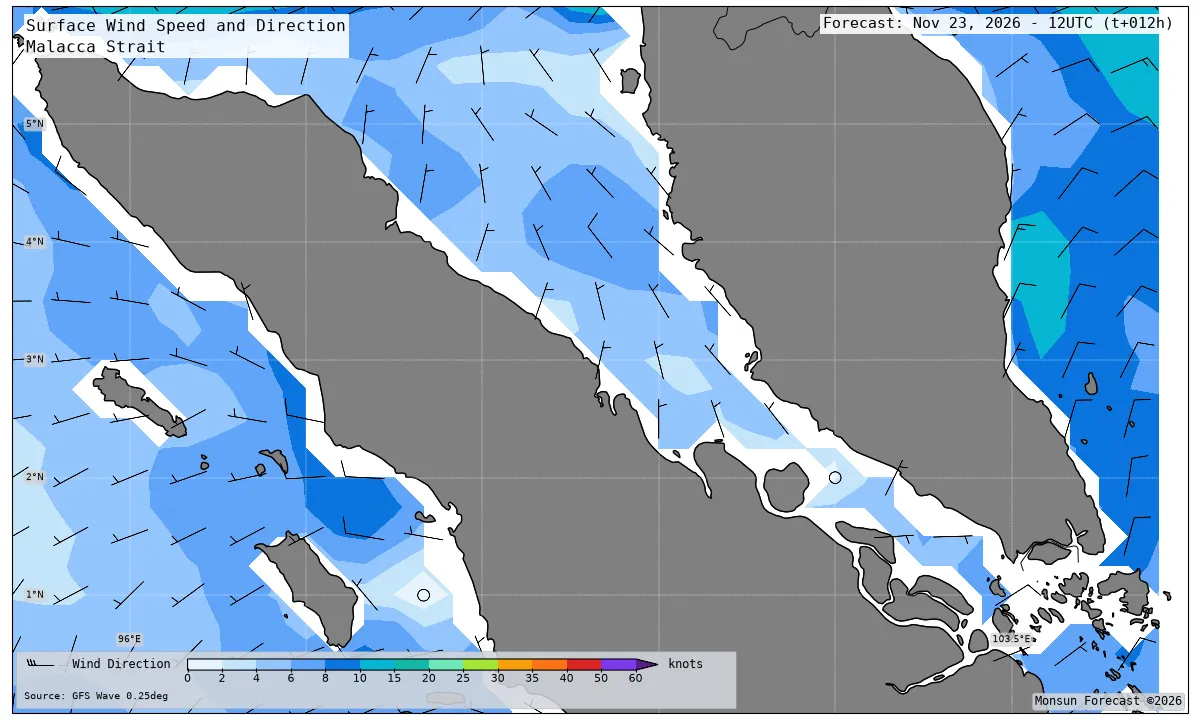 Surface Wind Speed and Direction
Malacca Strait
Forecast: Nov 23, 2026 - 12UTC (t+012h)
5°N
4°N
3°N
2°N
1°N
96°E
103.5°E
Wind Direction
knots
0 2 4 6 8 10 15 20 25 30 35 40 50 60
Source: GFS Wave 0.25deg
Monsun Forecast ©2026